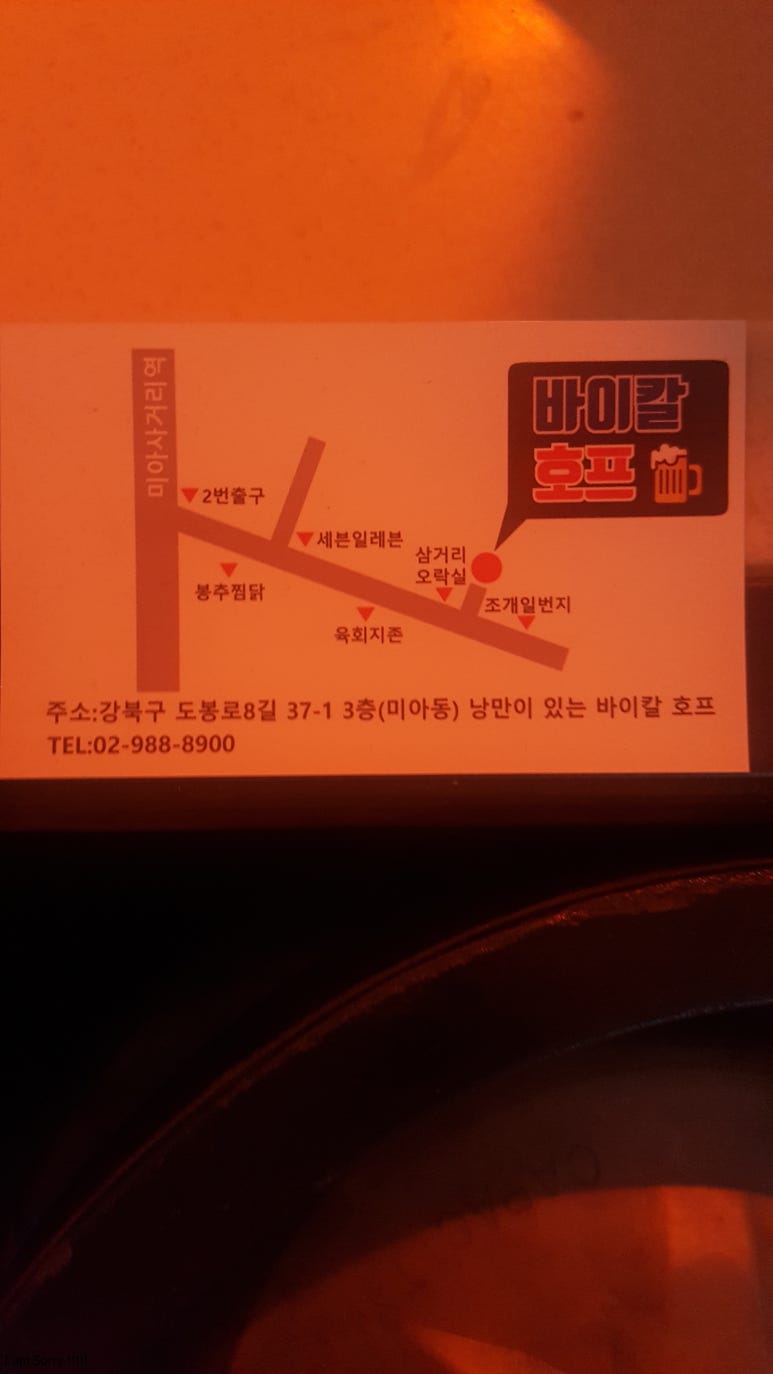 바이칼
호프
미아사거리역
2번출구
세븐일레븐
봉추찜닭
삼거리
오락실
조개일번지
육회지존
주소:강북구 도봉로8길 37-1 3층(미아동) 낭만이 있는 바이칼 호프
TEL:02-988-8900
I am Sorry !!!!!